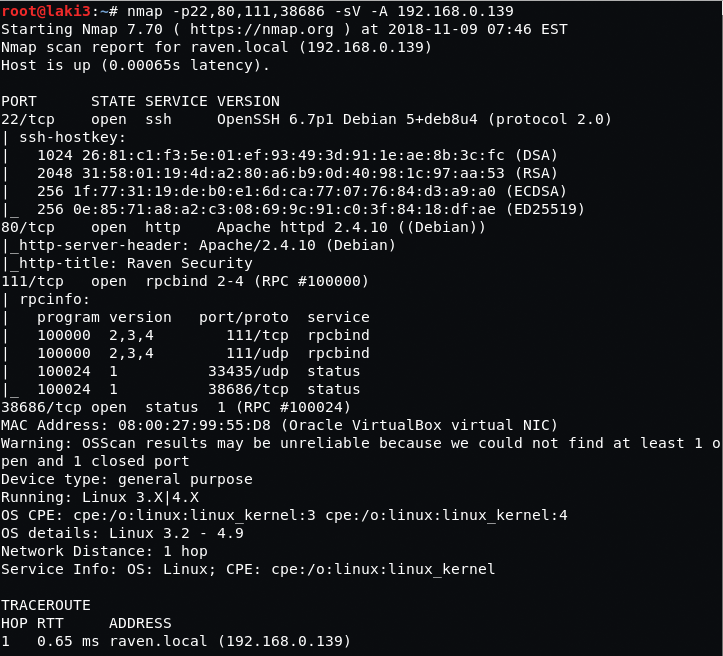 root@laki3:~# nmap -p22,80,111,38686 -sV -A 192.168.0.139
Starting Nmap 7.70 ( https://nmap.org ) at 2018-11-09 07:46 EST
Nmap scan report for raven.local (192.168.0.139)
Host is up (0.00065s latency).

PORT      STATE SERVICE VERSION
22/tcp    open  ssh     OpenSSH 6.7p1 Debian 5+deb8u4 (protocol 2.0)
| ssh-hostkey:
|   1024 26:81:c1:f3:5e:01:ef:93:49:3d:91:1e:ae:8b:3c:fc (DSA)
|   2048 31:58:01:19:4d:a2:80:a6:b9:0d:40:98:1c:97:aa:53 (RSA)
|   256 1f:77:31:19:de:b0:e1:6d:ca:77:07:76:84:d3:a9:a0 (ECDSA)
|_  256 0e:85:71:a8:a2:c3:08:69:9c:91:c0:3f:84:18:df:ae (ED25519)
80/tcp    open  http    Apache httpd 2.4.10 ((Debian))
|_http-server-header: Apache/2.4.10 (Debian)
|_http-title: Raven Security
111/tcp   open  rpcbind 2-4 (RPC #100000)
| rpcinfo:
|   program version   port/proto  service
|   100000  2,3,4        111/tcp  rpcbind
|   100000  2,3,4        111/udp  rpcbind
|   100024  1          33435/udp  status
|_  100024  1          38686/tcp  status
38686/tcp open  status  1 (RPC #100024)
MAC Address: 08:00:27:99:55:D8 (Oracle VirtualBox virtual NIC)
Warning: OSScan results may be unreliable because we could not find at least 1 o
pen and 1 closed port
Device type: general purpose
Running: Linux 3.X|4.X
OS CPE: cpe:/o:linux:linux_kernel:3 cpe:/o:linux:linux_kernel:4
OS details: Linux 3.2 - 4.9
Network Distance: 1 hop
Service Info: OS: Linux; CPE: cpe:/o:linux:linux_kernel

TRACEROUTE
HOP RTT     ADDRESS
1   0.65 ms raven.local (192.168.0.139)